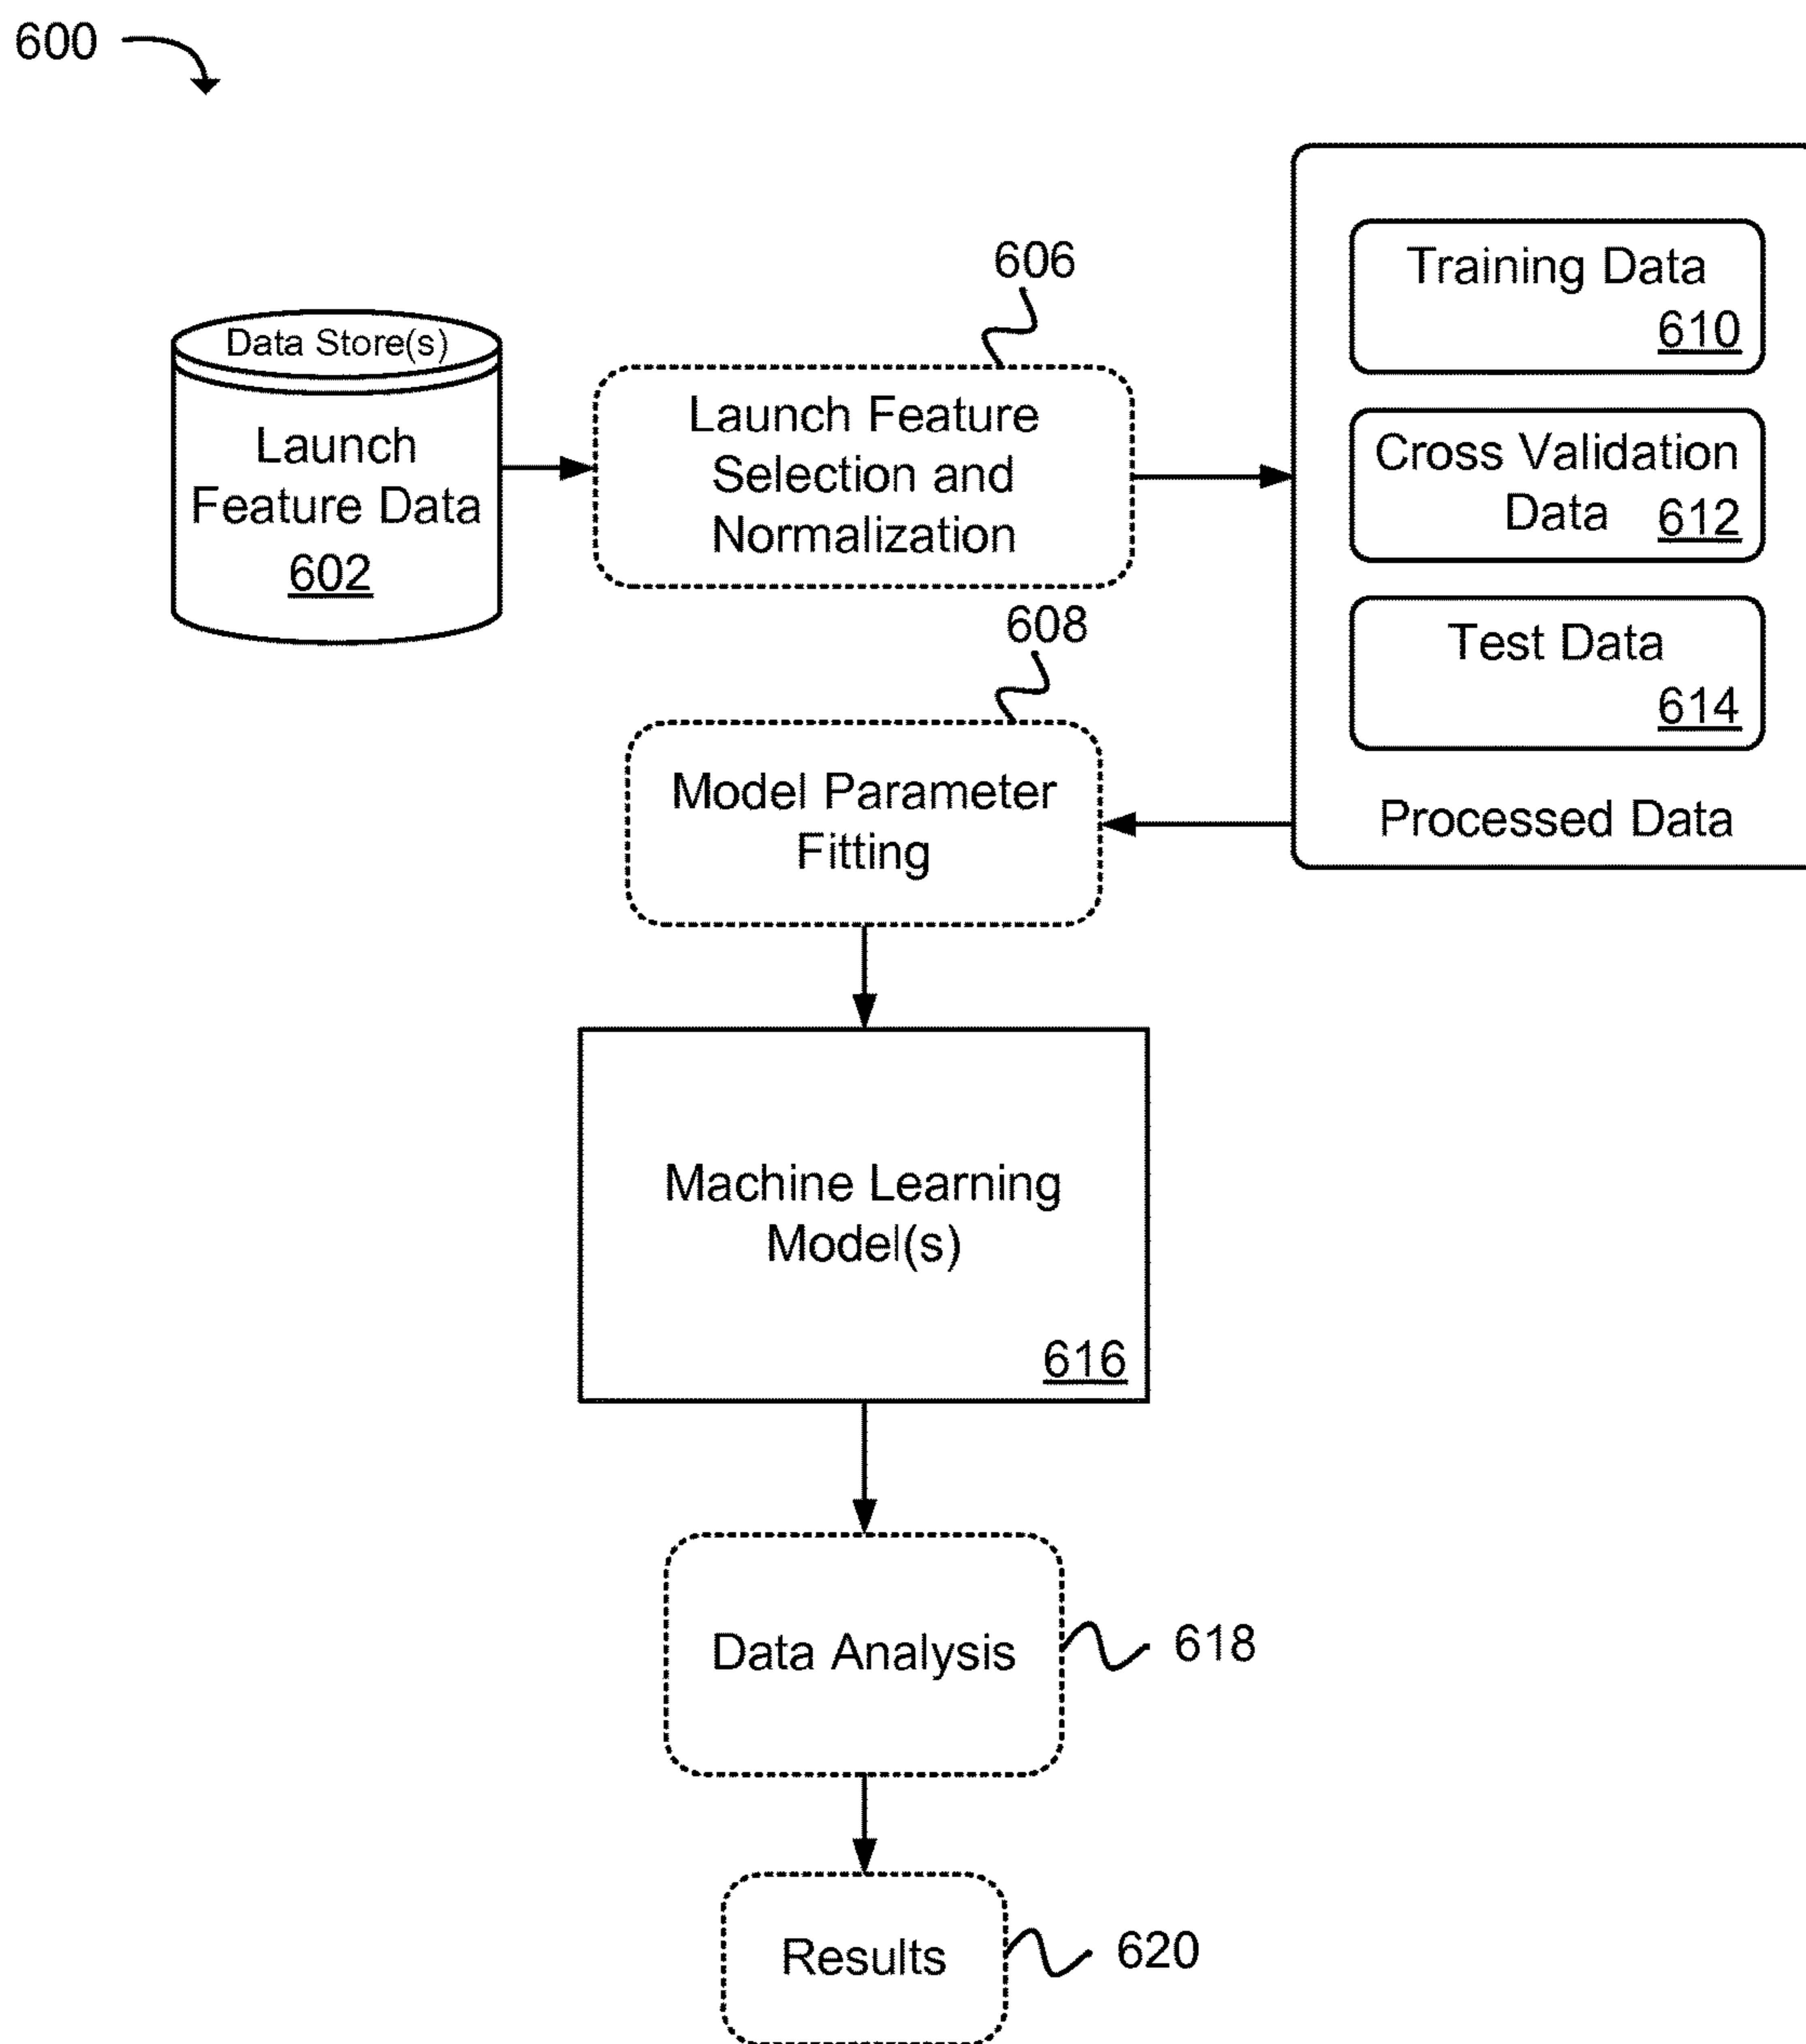 600
Data Store(s)
Launch
Feature Data
602
606
Launch Feature
Selection and
Normalization
Training Data
610
Cross Validation
Data 612
Test Data
614
Processed Data
608
Model Parameter
Fitting
Machine Learning
Model(s)
616
Data Analysis
618
Results
620